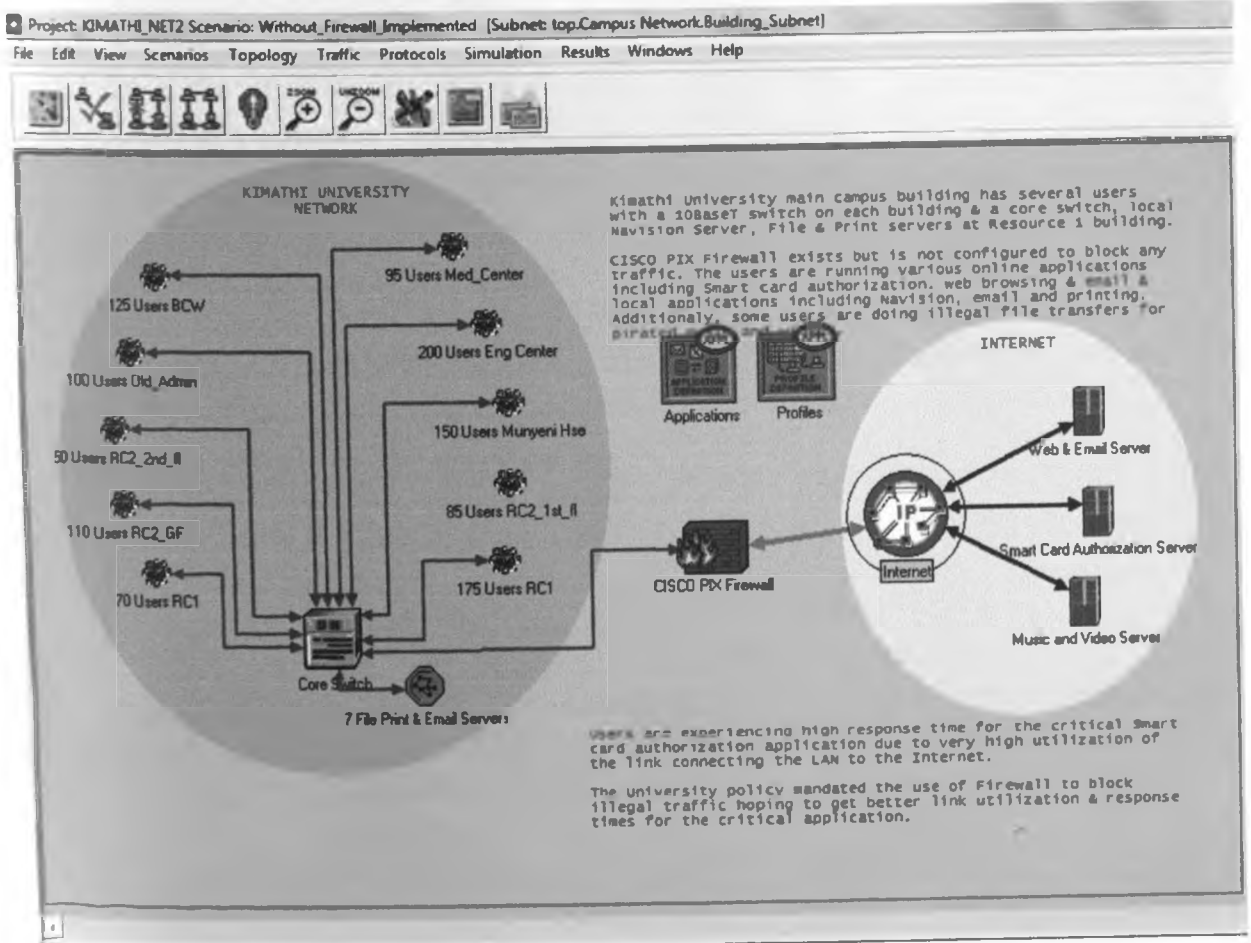 Project: KIMATHI_NET2 Scenario: Without_Firewall_Implemented [Subnet: top.Campus Network.Building_Subnet]
File Edit View Scenarios Topology Traffic Protocols Simulation Results Windows Help
ZOOM UNZOOM
KIMATHI UNIVERSITY
NETWORK
95 Users Med_Center
125 Users BCW
200 Users Eng Center
100 Users Old_Admin
150 Users Munyeni Hse
50 Users RC2_2nd_fl
85 Users RC2_1st_fl
110 Users RC2_GF
175 Users RC1
70 Users RC1
Core Switch
7 File Print & Email Servers
Kimathi University main campus building has several users
with a 10BaseT switch on each building & a core switch, local
Navision Server, File & Print servers at Resource 1 building.
CISCO PIX Firewall exists but is not configured to block any
traffic. The users are running various online applications
including Smart card authorization. web browsing & email &
local applications including Navision, email and printing.
Additionaly, some users are doing illegal file transfers for
pirated and
APPLICATION
DEFINITION
Applications
PROFILE
DEFINITION
Profiles
INTERNET
Web & Email Server
IP
Internet
Smart Card Authorization Server
Music and Video Server
CISCO PIX Firewall
Users are experiencing high response time for the critical Smart
card authorization application due to very high utilization of
the link connecting the LAN to the Internet.
The University policy mandated the use of Firewall to block
illegal traffic hoping to get better link utilization & response
times for the critical application.